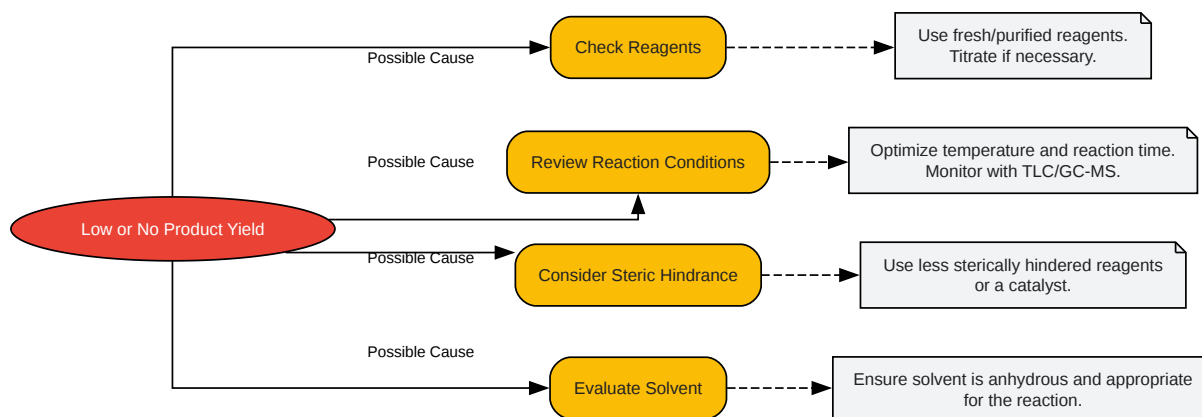 Check Reagents
Possible Cause
Use fresh/purified reagents.
Titrate if necessary.
Possible Cause
Review Reaction Conditions
Optimize temperature and reaction time.
Monitor with TLC/GC-MS.
Low or No Product Yield
Possible Cause
Consider Steric Hindrance
Use less sterically hindered reagents
or a catalyst.
Possible Cause
Evaluate Solvent
Ensure solvent is anhydrous and appropriate
for the reaction.